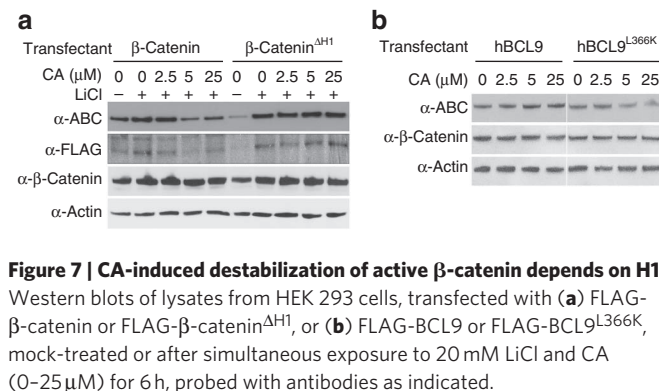 a
Transfectant β-Catenin β-Catenin^ΔH1
CA (μM) 0 0 2.5 5 25 0 0 2.5 5 25
LiCl – + + + + – + + + +
α-ABC
α-FLAG
α-β-Catenin
α-Actin
b
Transfectant hBCL9 hBCL9^L366K
CA (μM) 0 2.5 5 25 0 2.5 5 25
α-ABC
α-β-Catenin
α-Actin
Figure 7 | CA-induced destabilization of active β-catenin depends on H1
Western blots of lysates from HEK 293 cells, transfected with (a) FLAG-
β-catenin or FLAG-β-catenin^ΔH1, or (b) FLAG-BCL9 or FLAG-BCL9^L366K,
mock-treated or after simultaneous exposure to 20 mM LiCl and CA
(0–25 μM) for 6 h, probed with antibodies as indicated.